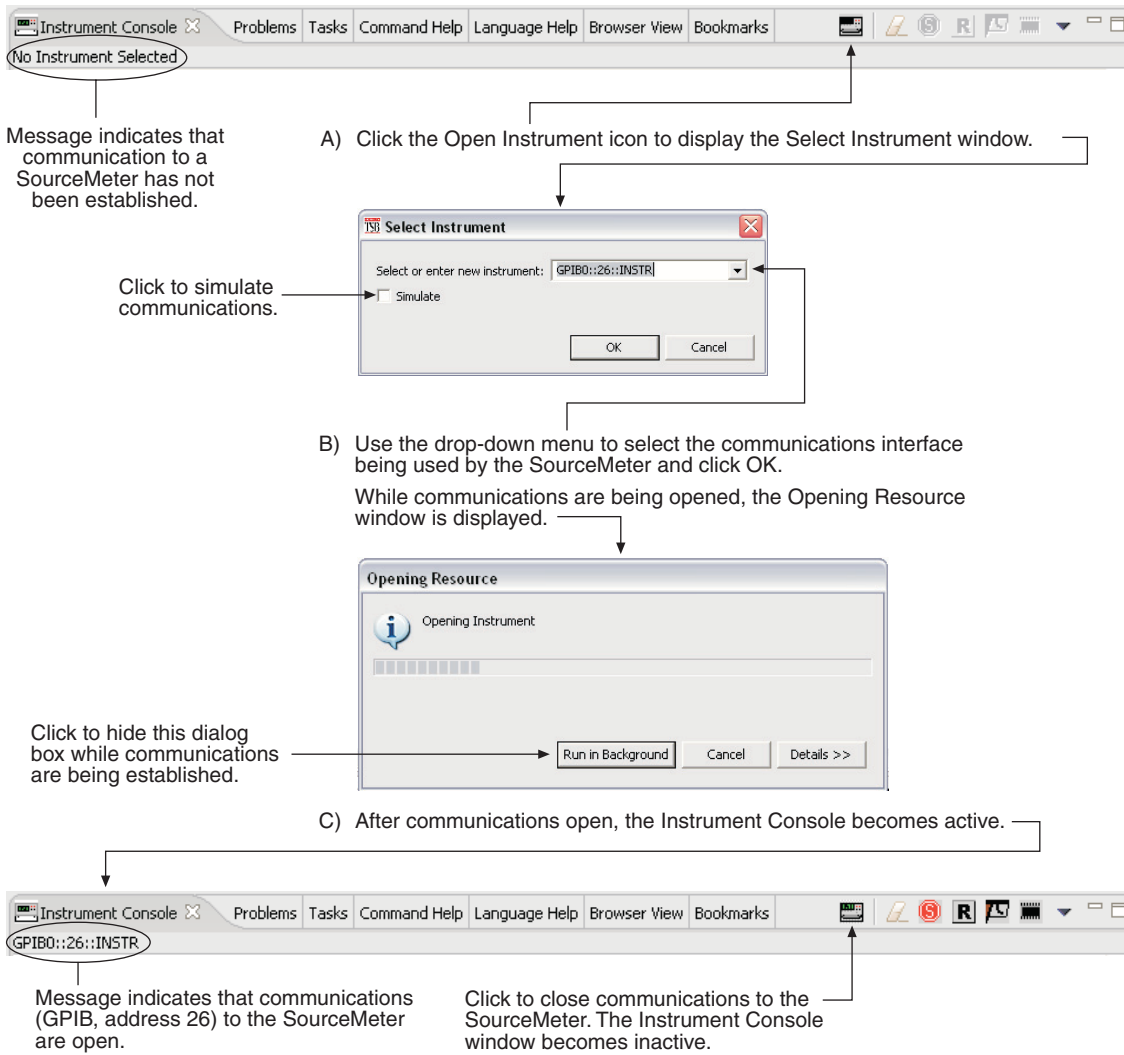 Instrument Console Problems Tasks Command Help Language Help Browser View Bookmarks S R
No Instrument Selected
Message indicates that
communication to a
SourceMeter has not
been established.
A) Click the Open Instrument icon to display the Select Instrument window.
TSB Select Instrument
Select or enter new instrument: GPIB0::26::INSTR
Simulate
OK Cancel
Click to simulate
communications.
B) Use the drop-down menu to select the communications interface
being used by the SourceMeter and click OK.
While communications are being opened, the Opening Resource
window is displayed.
Opening Resource
Opening Instrument
Run in Background Cancel Details >>
Click to hide this dialog
box while communications
are being established.
C) After communications open, the Instrument Console becomes active.
Instrument Console Problems Tasks Command Help Language Help Browser View Bookmarks S R
GPIB0::26::INSTR
Message indicates that communications
(GPIB, address 26) to the SourceMeter
are open.
Click to close communications to the
SourceMeter. The Instrument Console
window becomes inactive.